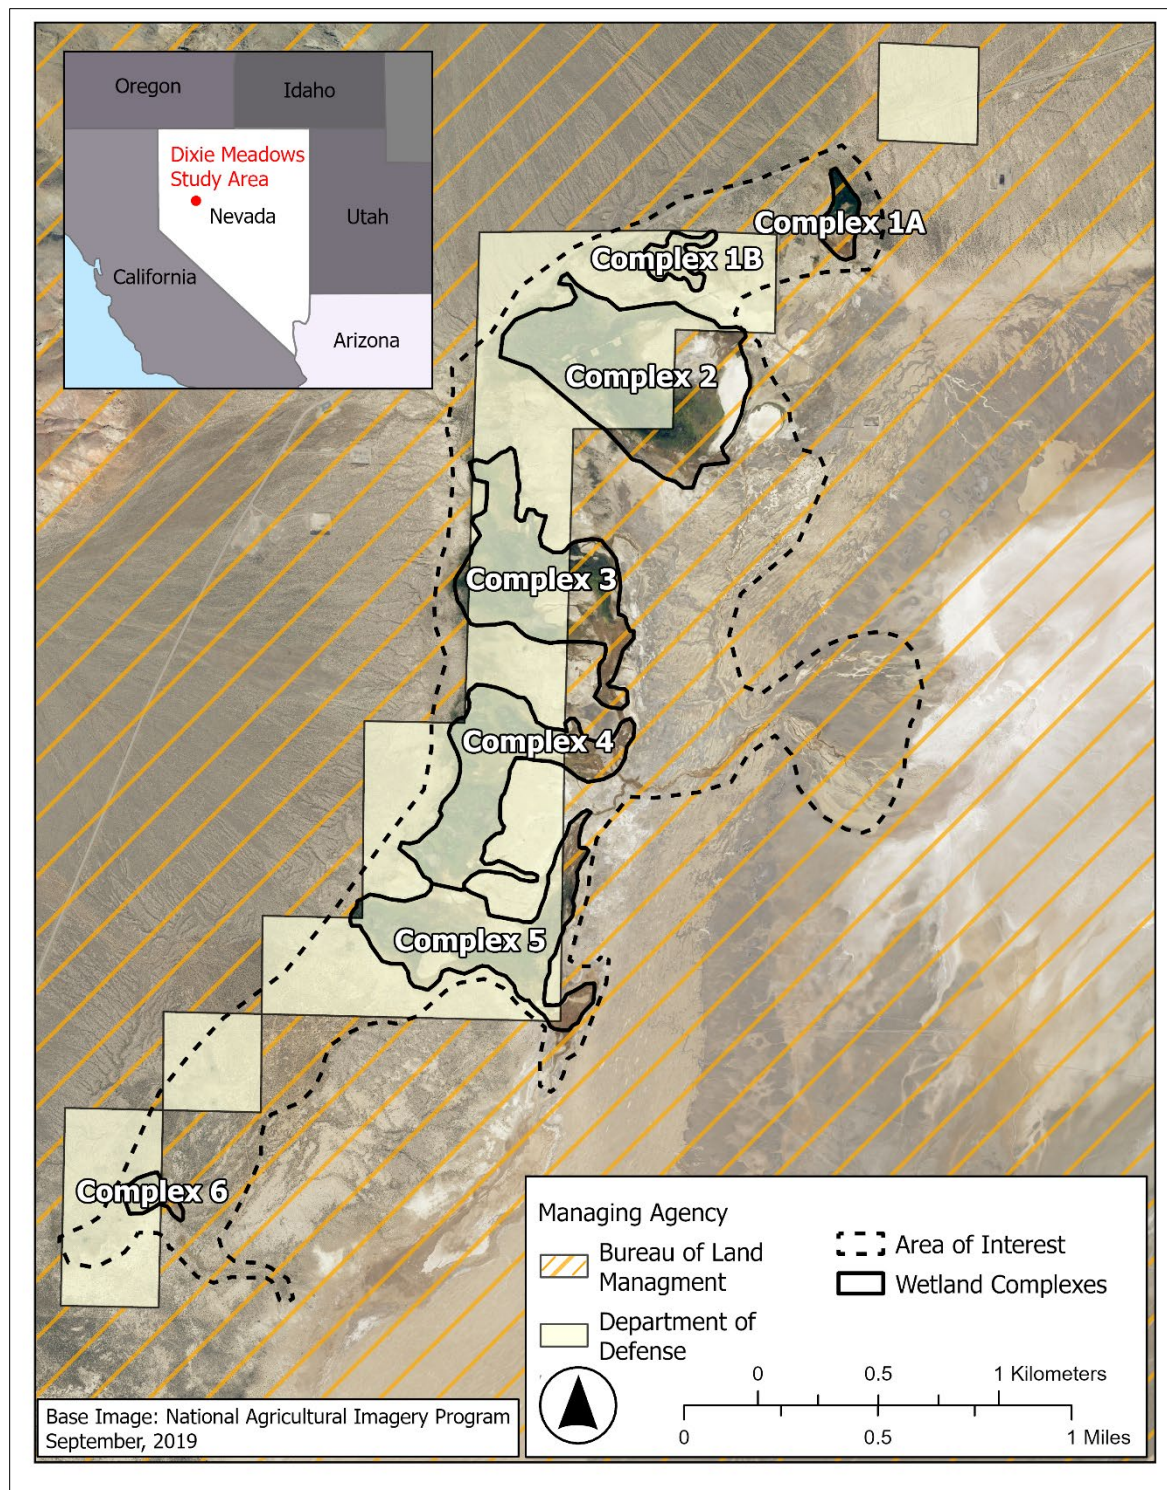 Oregon
Idaho
Dixie Meadows
Study Area
Nevada
Utah
California
Arizona
Complex 1A
Complex 1B
Complex 2
Complex 3
Complex 4
Complex 5
Complex 6
Managing Agency
Bureau of Land
Managment
Department of
Defense
Area of Interest
Wetland Complexes
0 0.5 1 Kilometers
0 0.5 1 Miles
Base Image: National Agricultural Imagery Program
September, 2019